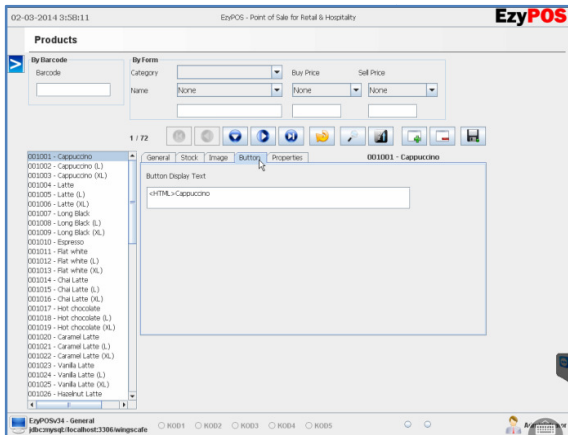 02-03-2014 3:58:11
EzyPOS - Point of Sale for Retail & Hospitality
EzyPOS
Products
By Barcode
Barcode
By Form
Category
Buy Price
Sell Price
Name
None
None
None
1 / 72
001001 - Cappuccino
001002 - Cappuccino (L)
001003 - Cappuccino (XL)
001004 - Latte
001005 - Latte (L)
001006 - Latte (XL)
001007 - Long Black
001008 - Long Black (L)
001009 - Long Black (XL)
001010 - Espresso
001011 - Flat white
001012 - Flat white (L)
001013 - Flat white (XL)
001014 - Chai Latte
001015 - Chai Latte (L)
001016 - Chai Latte (XL)
001017 - Hot chocolate
001018 - Hot chocolate (L)
001019 - Hot chocolate (XL)
001020 - Caramel Latte
001021 - Caramel Latte (L)
001022 - Caramel Latte (XL)
001023 - Vanilla Latte
001024 - Vanilla Latte (L)
001025 - Vanilla Latte (XL)
001026 - Hazelnut Latte
General
Stock
Image
Button
Properties
001001 - Cappuccino
Button Display Text
<HTML>Cappuccino
EzyPOSv34 - General
jdbc:mysql://localhost:3306/wingscafe
KOD1
KOD2
KOD3
KOD4
KOD5